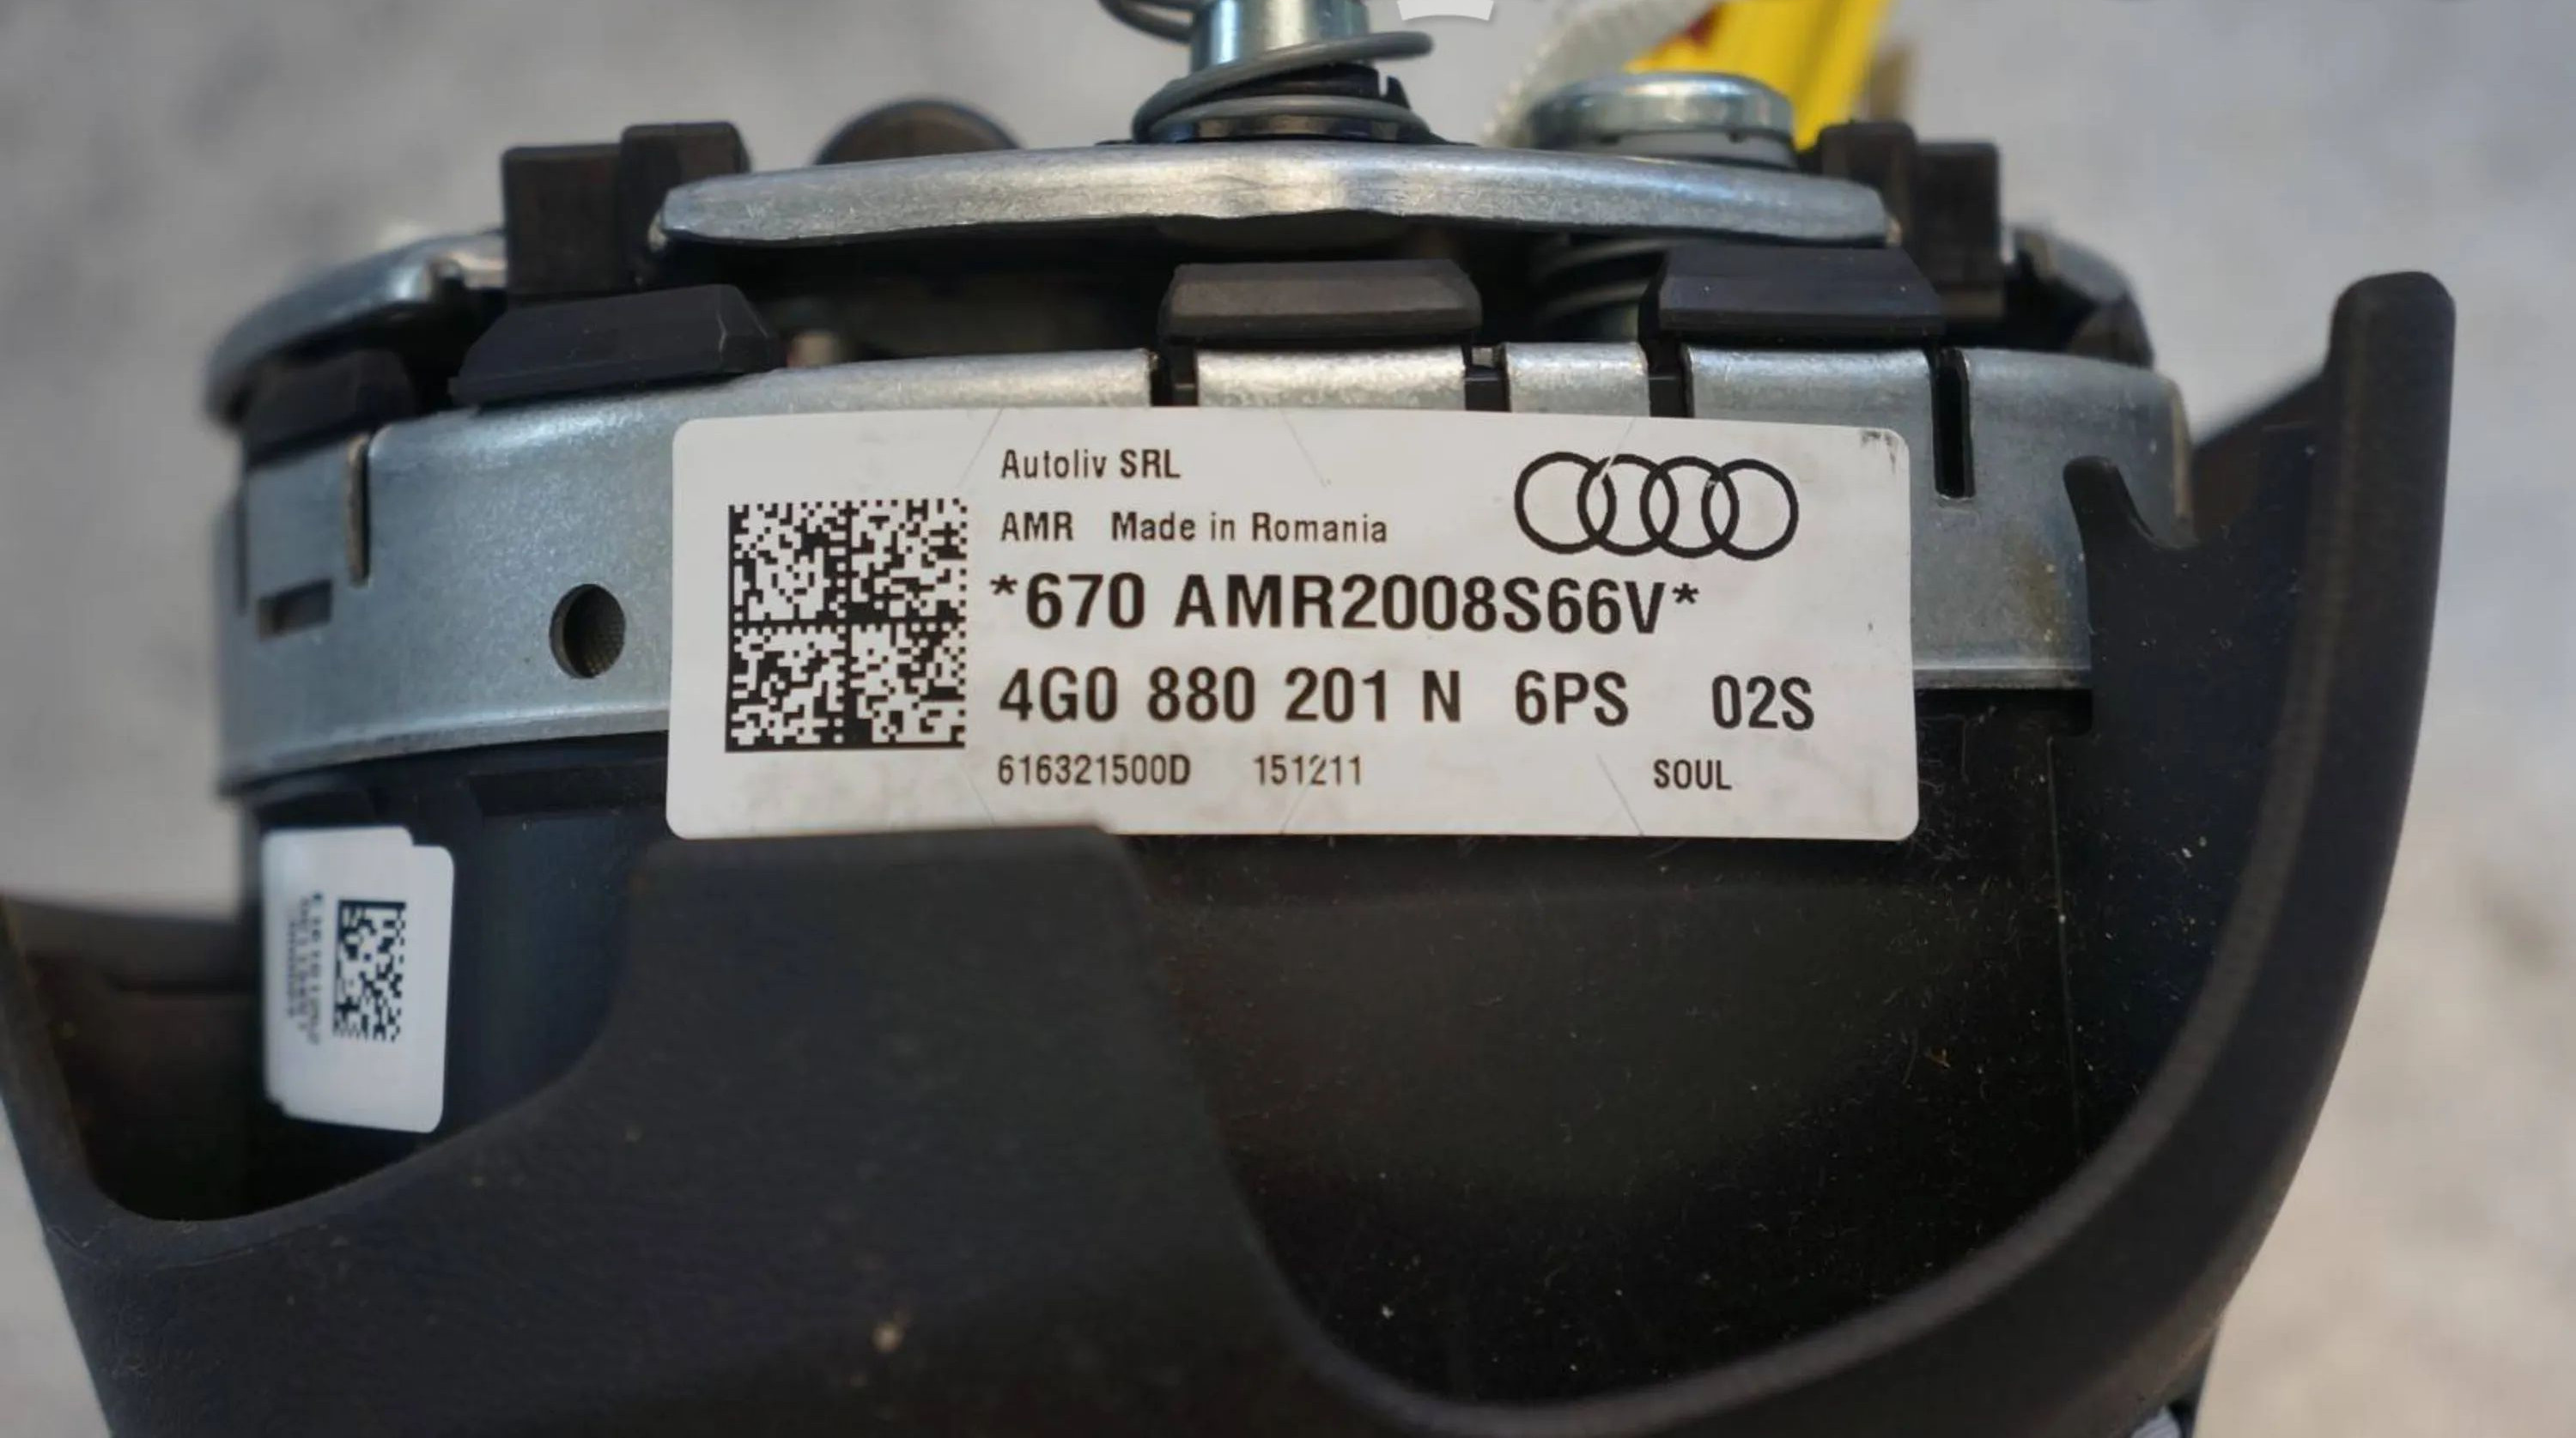 Autoliv SRL
AMR Made in Romania
*670 AMR2008S66V*
4G0 880 201 N 6PS 02S
616321500D 151211 SOUL